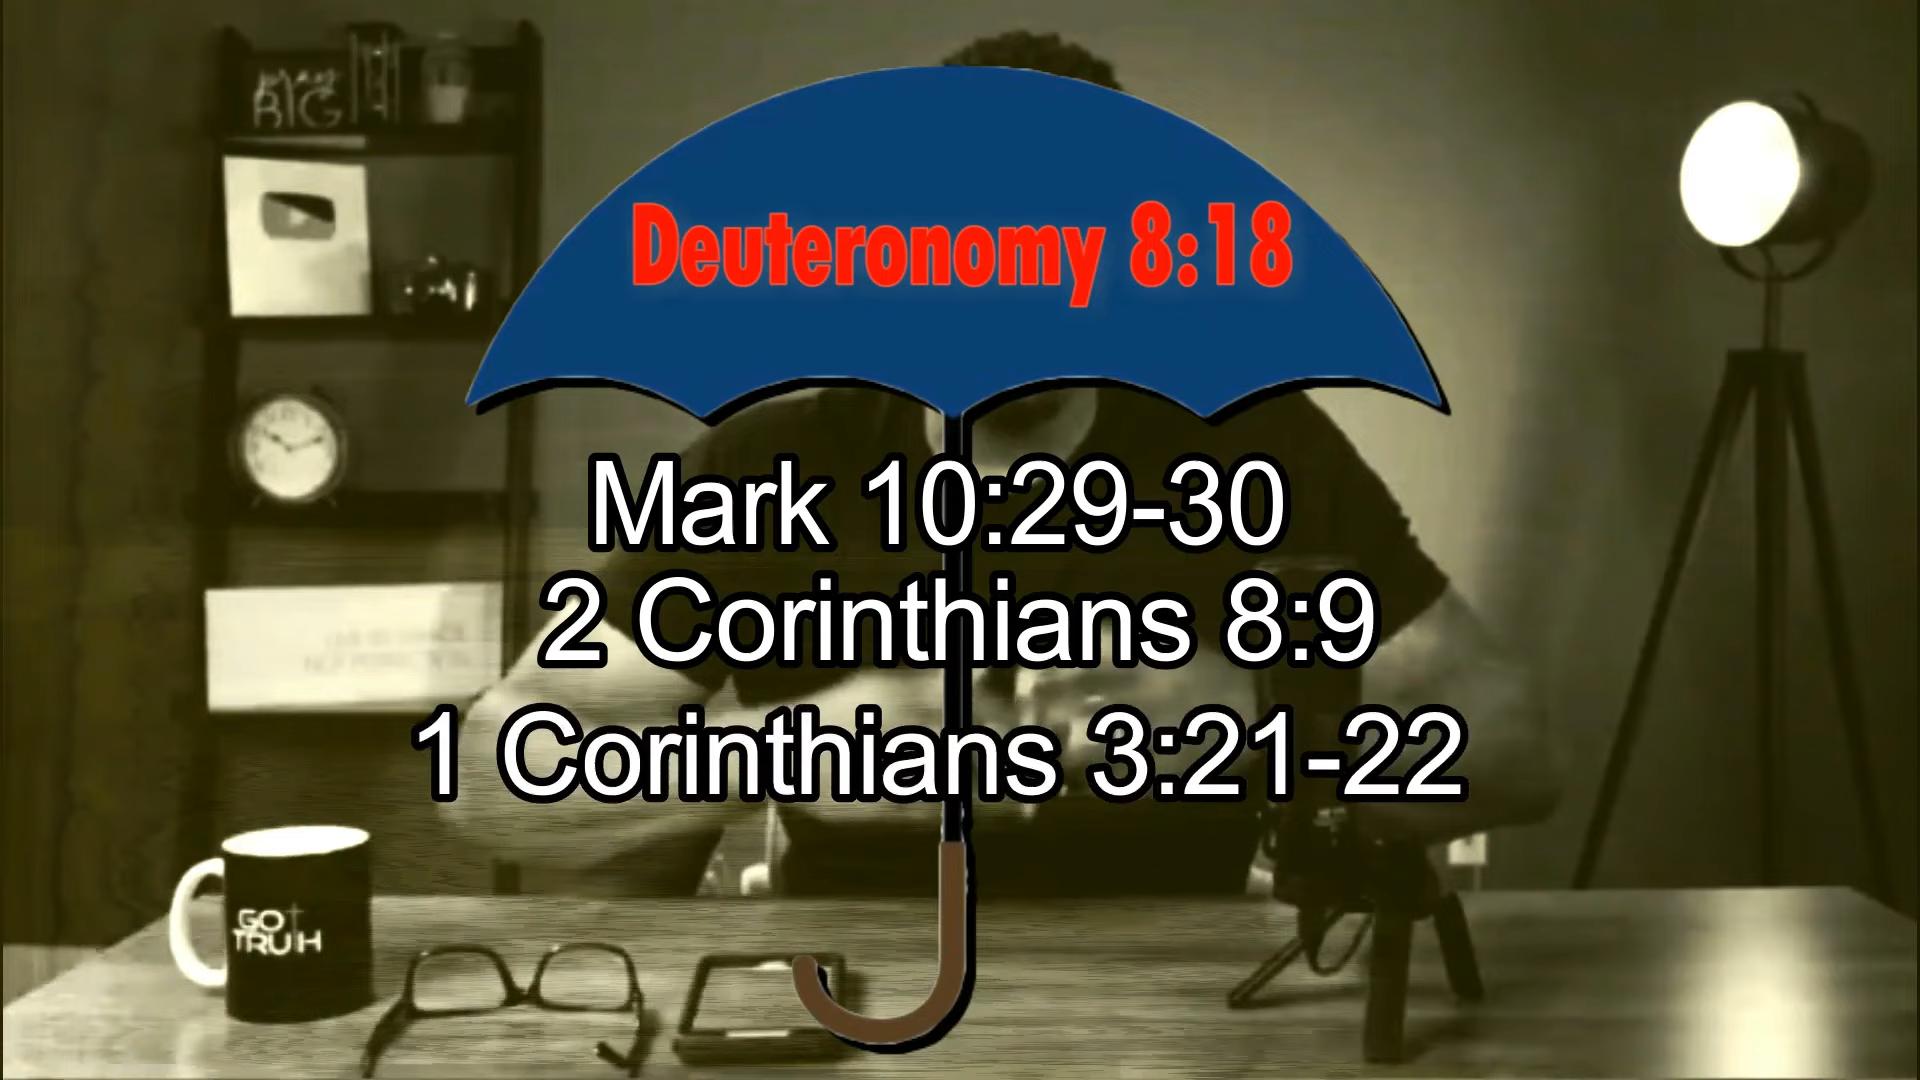 pray
BIG
Deuteronomy 8:18
Mark 10:29-30
2 Corinthians 8:9
1 Corinthians 3:21-22
GOT
TRUTH